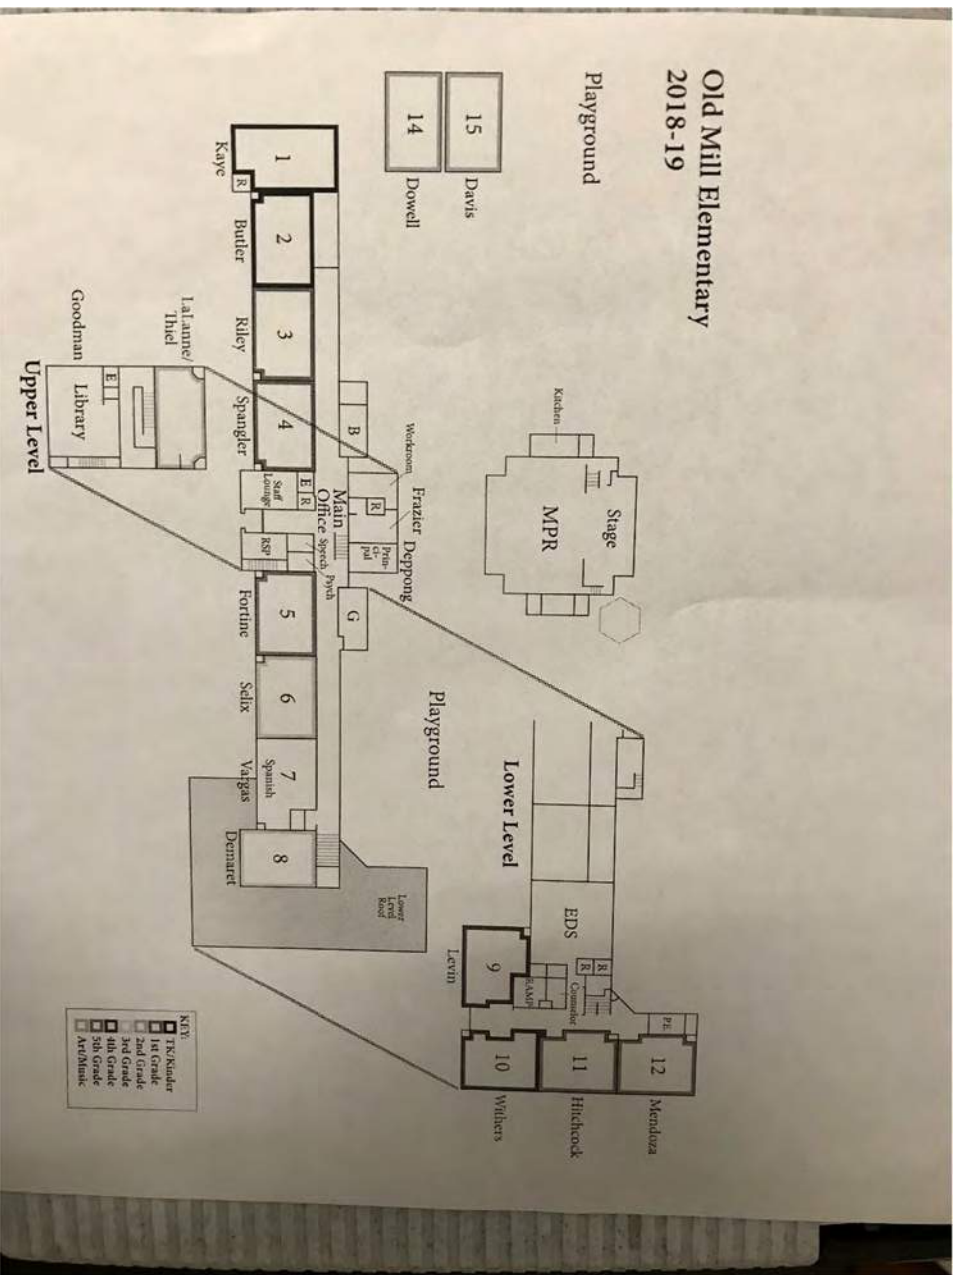 Old Mill Elementary
2018-19
Playground
15
Davis
14
Dowell
Kitchen
Stage
MPR
1
Kaye
R
2
Butler
3
Riley
4
Spangler
B
Workroom
R
Frazier
Prin-
ci-
pal
Deppong
Main
Office
E
R
Staff
Lounge
Speech
Psych
RSP
G
5
Fortine
6
Selix
7
Spanish
Vargas
8
Demaret
Lower
Level
Roof
Playground
LaLanne/
Thiel
Goodman
E
Library
Upper Level
Lower Level
EDS
R
R
Counselor
RAMP
P.E.
9
Levin
10
Withers
11
Hitchcock
12
Mendoza
KEY:
TK/Kinder
1st Grade
2nd Grade
3rd Grade
4th Grade
5th Grade
Art/Music